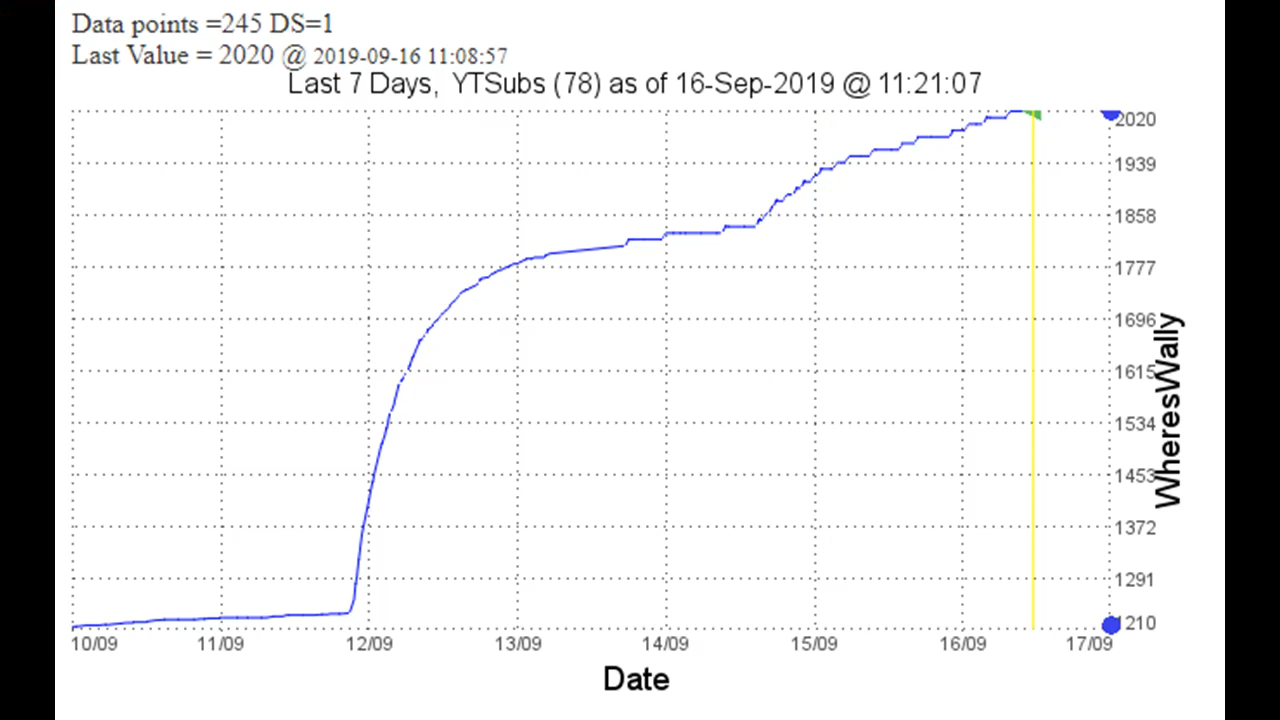 Data points =245 DS=1
Last Value = 2020 @ 2019-09-16 11:08:57
Last 7 Days, YTSubs (78) as of 16-Sep-2019 @ 11:21:07
2020
1939
1858
1777
1696
1615
1534
1453
1372
1291
1210
WheresWally
10/09 11/09 12/09 13/09 14/09 15/09 16/09 17/09
Date